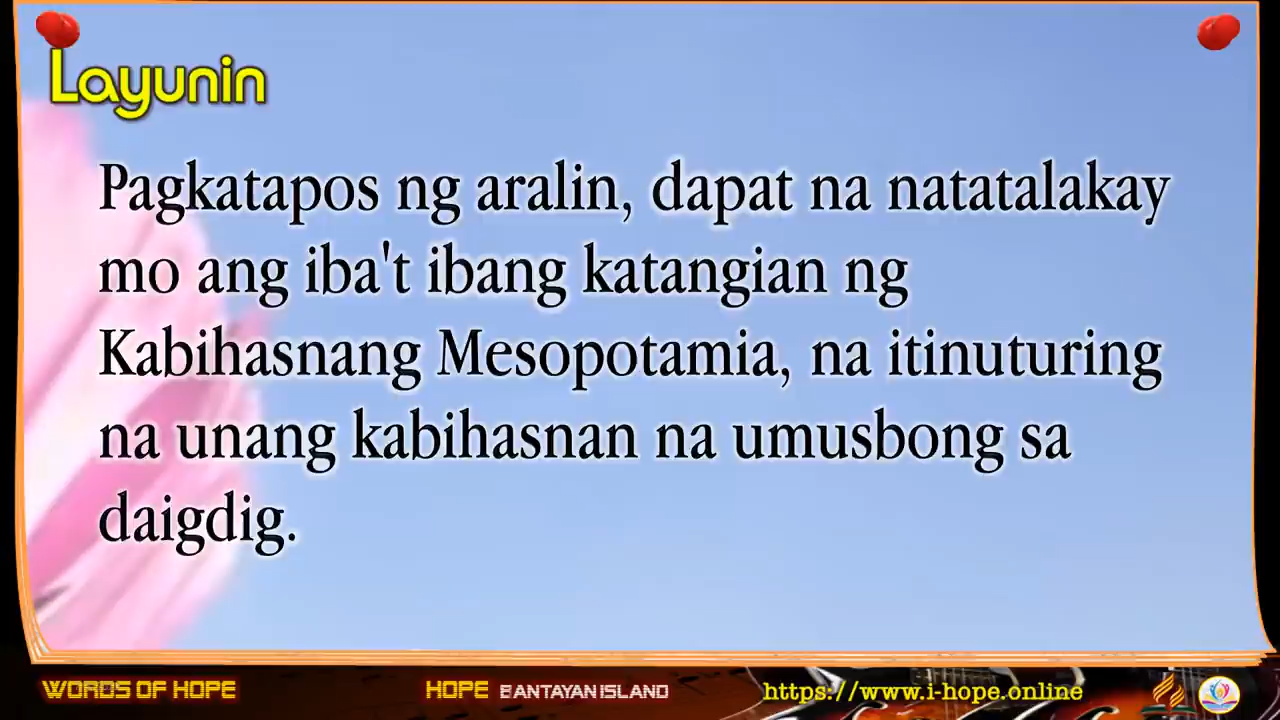 Layunin
Pagkatapos ng aralin, dapat na natatalakay
mo ang iba't ibang katangian ng
Kabihasnang Mesopotamia, na itinuturing
na unang kabihasnan na umusbong sa
daigdig.
WORDS OF HOPE HOPE BANTAYAN ISLAND https://www.i-hope.online